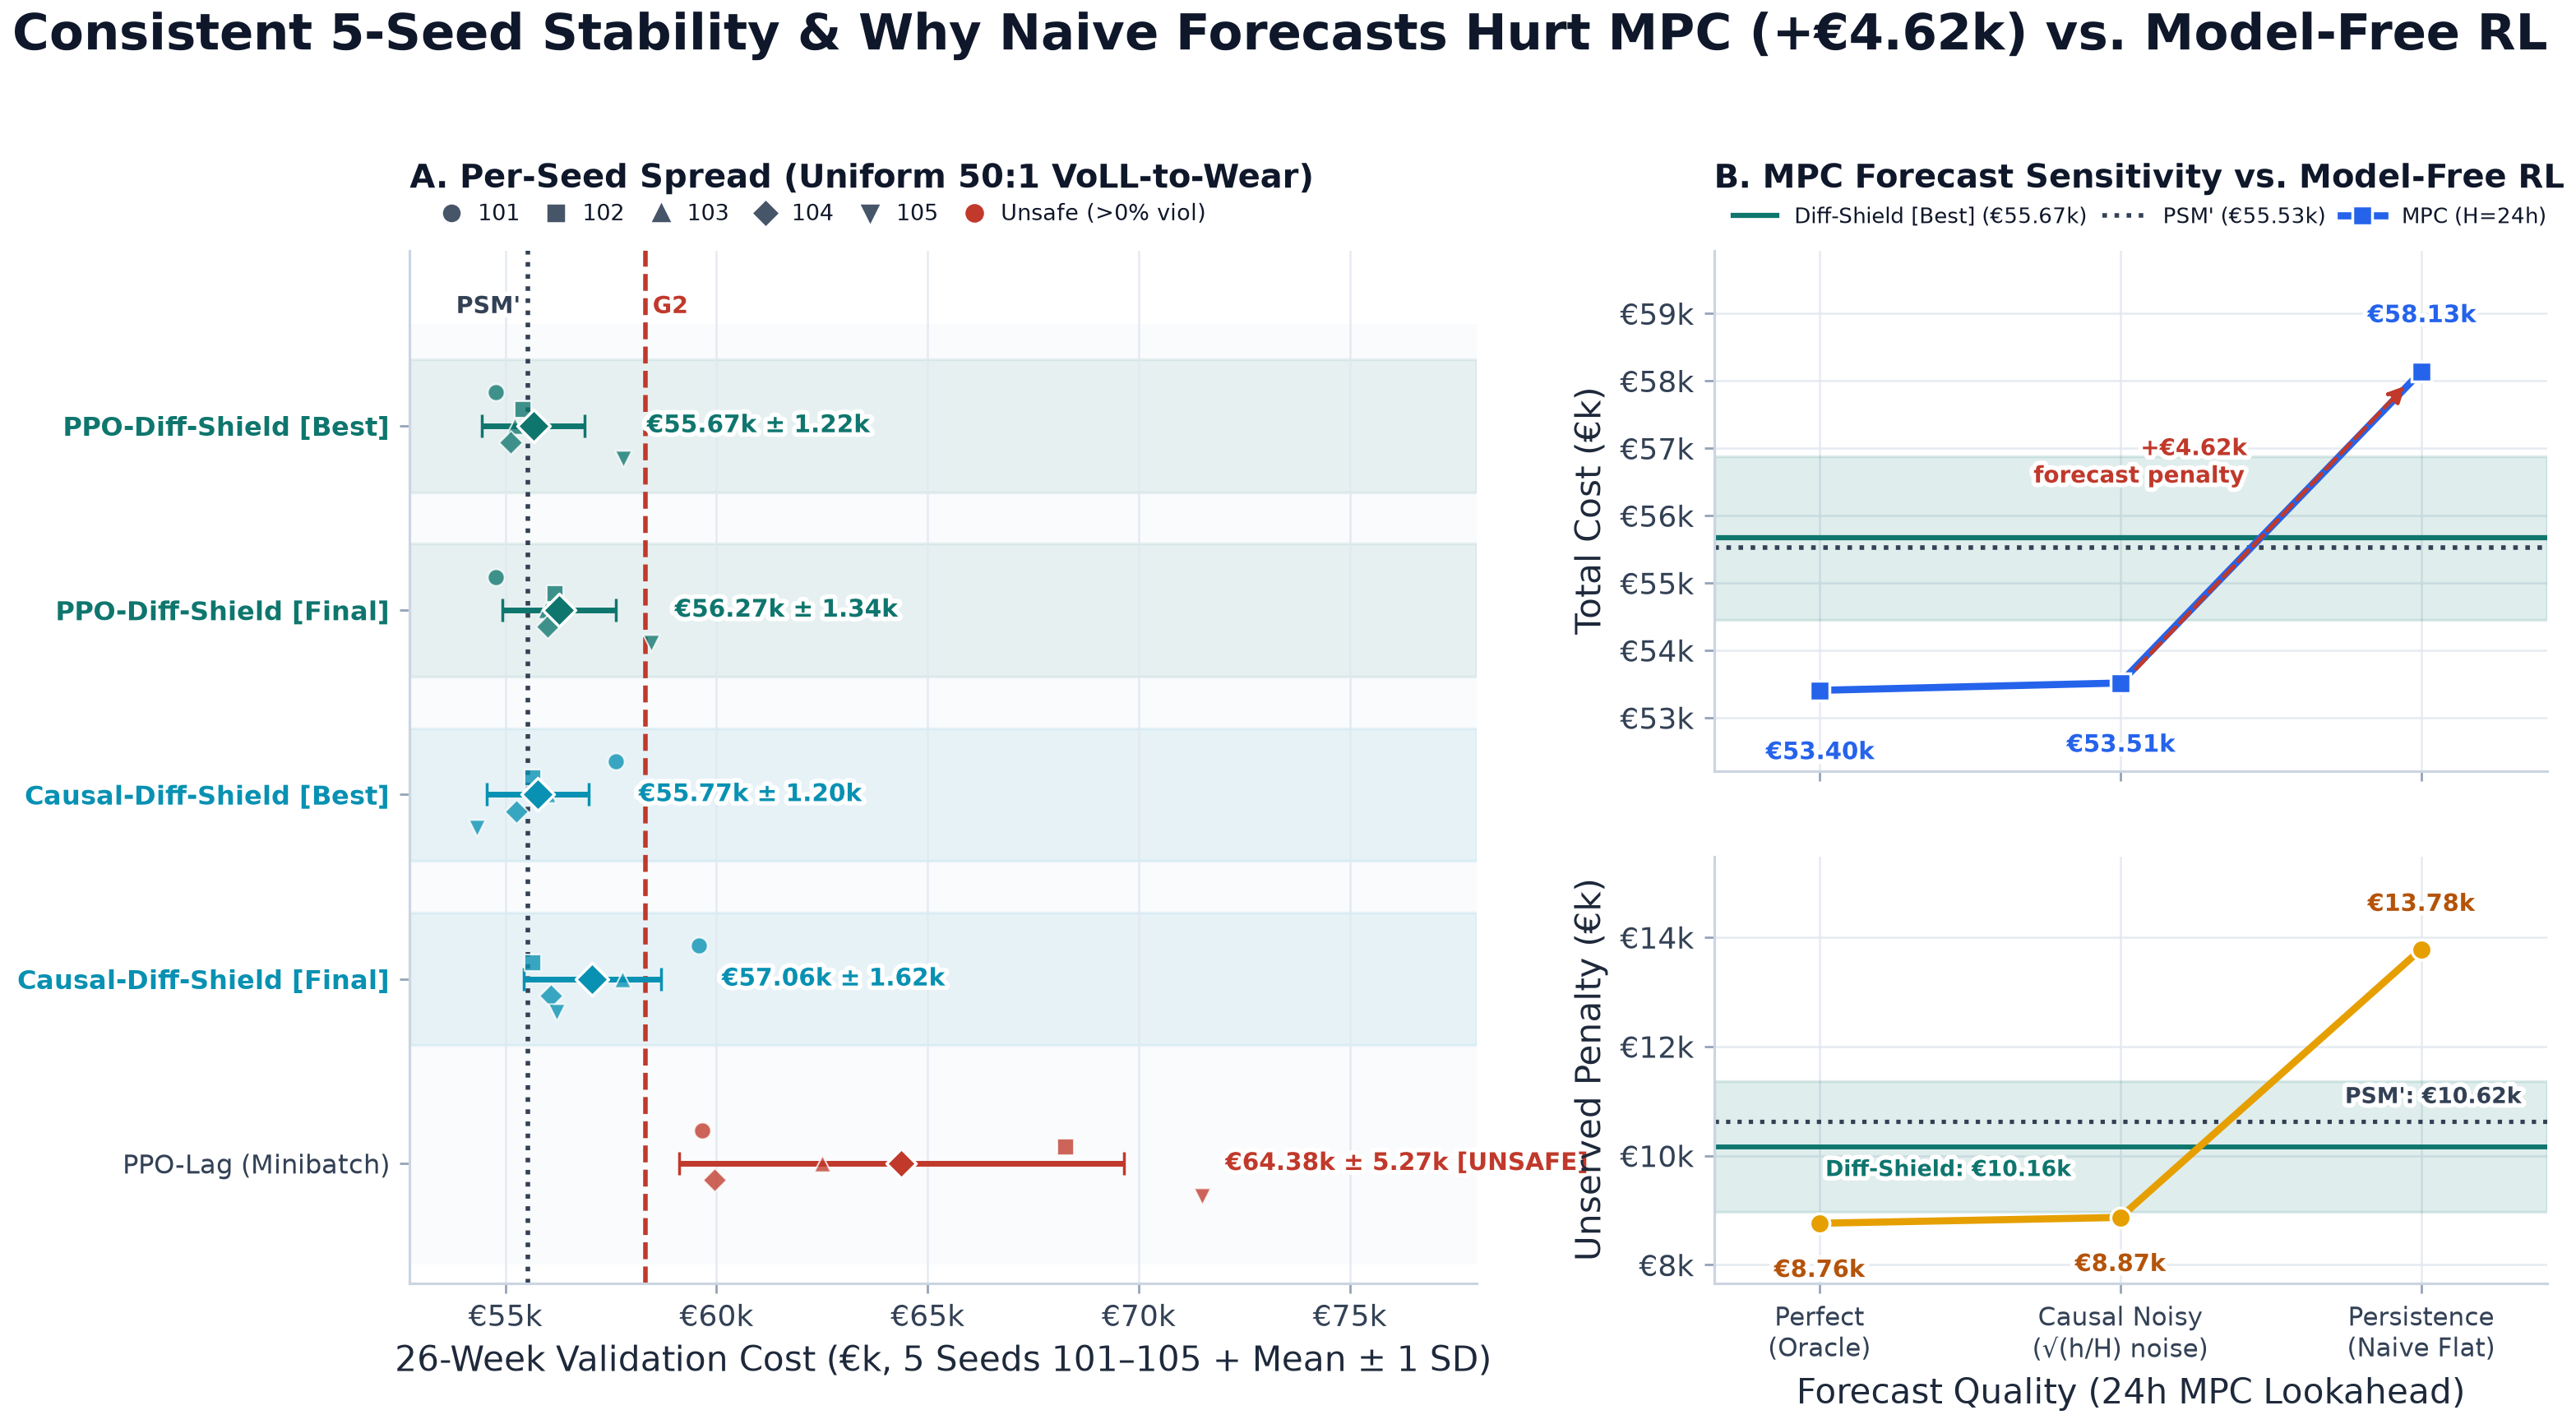 Consistent 5-Seed Stability & Why Naive Forecasts Hurt MPC (+€4.62k) vs. Model-Free RL
A. Per-Seed Spread (Uniform 50:1 VoLL-to-Wear)
101
102
103
104
105
Unsafe (>0% viol)
PSM'
G2
PPO-Diff-Shield [Best]
€55.67k ± 1.22k
PPO-Diff-Shield [Final]
€56.27k ± 1.34k
Causal-Diff-Shield [Best]
€55.77k ± 1.20k
Causal-Diff-Shield [Final]
€57.06k ± 1.62k
PPO-Lag (Minibatch)
€64.38k ± 5.27k [UNSAFE]
€55k
€60k
€65k
€70k
€75k
26-Week Validation Cost (€k, 5 Seeds 101–105 + Mean ± 1 SD)
B. MPC Forecast Sensitivity vs. Model-Free RL
Diff-Shield [Best] (€55.67k)
PSM' (€55.53k)
MPC (H=24h)
Total Cost (€k)
€59k
€58k
€57k
€56k
€55k
€54k
€53k
€58.13k
+€4.62k
forecast penalty
€53.40k
€53.51k
Unserved Penalty (€k)
€14k
€12k
€10k
€8k
€13.78k
PSM': €10.62k
Diff-Shield: €10.16k
€8.76k
€8.87k
Perfect
(Oracle)
Causal Noisy
(√(h/H) noise)
Persistence
(Naive Flat)
Forecast Quality (24h MPC Lookahead)